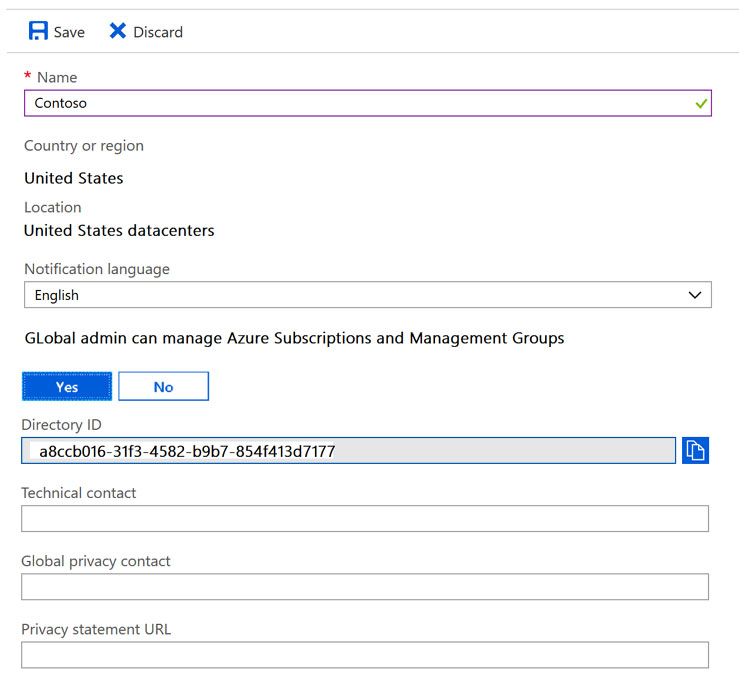 Save Discard
* Name
Contoso
Country or region
United States
Location
United States datacenters
Notification language
English
GLobal admin can manage Azure Subscriptions and Management Groups
Yes No
Directory ID
a8ccb016-31f3-4582-b9b7-854f413d7177
Technical contact
Global privacy contact
Privacy statement URL